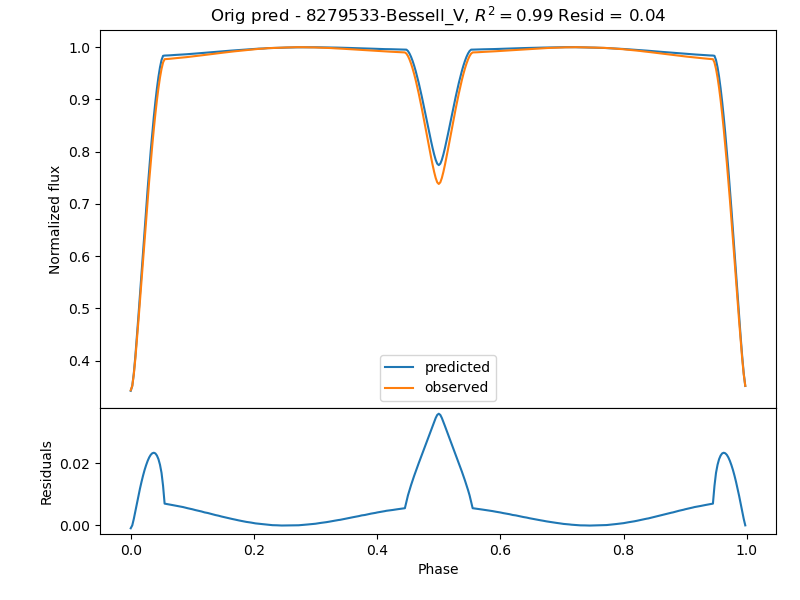 Orig pred - 8279533-Bessell_V, R² = 0.99 Resid = 0.04
1.0
0.9
0.8
0.7
0.6
0.5
0.4
Normalized flux
predicted
observed
0.02
0.00
Residuals
0.0 0.2 0.4 0.6 0.8 1.0
Phase